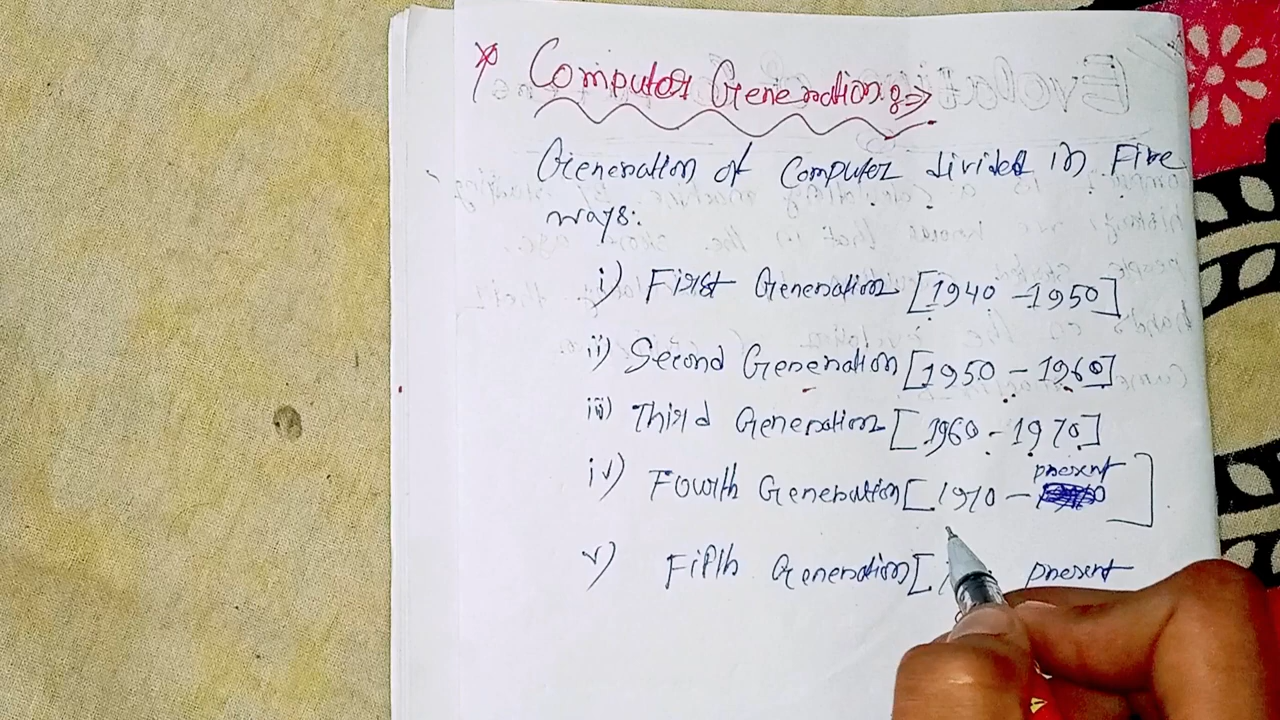 Computer Generation :⇒
Generation of Computer divided in Five
ways:
i) First Generation [1940 - 1950]
ii) Second Generation [1950 - 1960]
iii) Third Generation [1960 - 1970]
iv) Fourth Generation [1970 - present]
v) Fifth Generation [ present